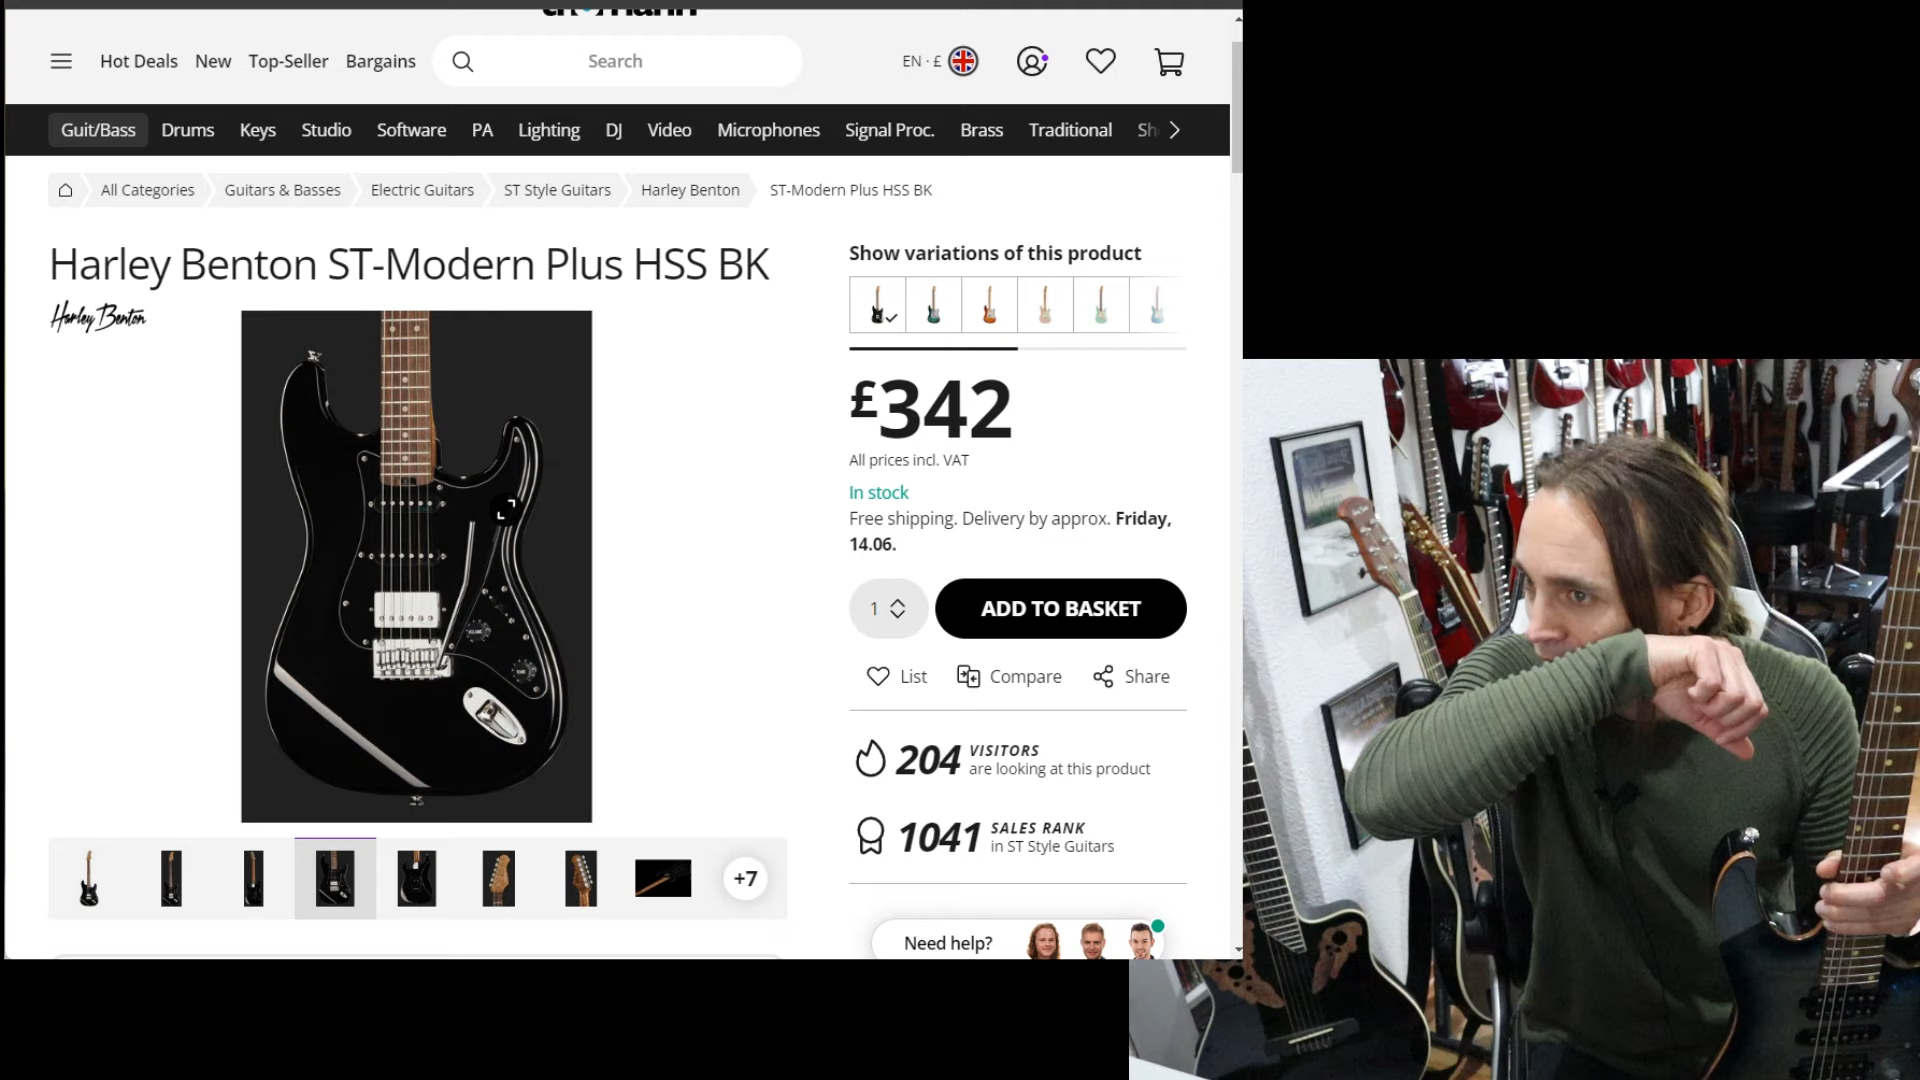 Hot Deals New Top-Seller Bargains Search EN · £
Guit/Bass Drums Keys Studio Software PA Lighting DJ Video Microphones Signal Proc. Brass Traditional Sh
All Categories Guitars & Basses Electric Guitars ST Style Guitars Harley Benton ST-Modern Plus HSS BK
Harley Benton ST-Modern Plus HSS BK
Harley Benton
Show variations of this product
£342
All prices incl. VAT
In stock
Free shipping. Delivery by approx. Friday,
14.06.
1 ADD TO BASKET
List Compare Share
204 VISITORS
are looking at this product
1041 SALES RANK
in ST Style Guitars
+7
Need help?
VOLUME
TONE